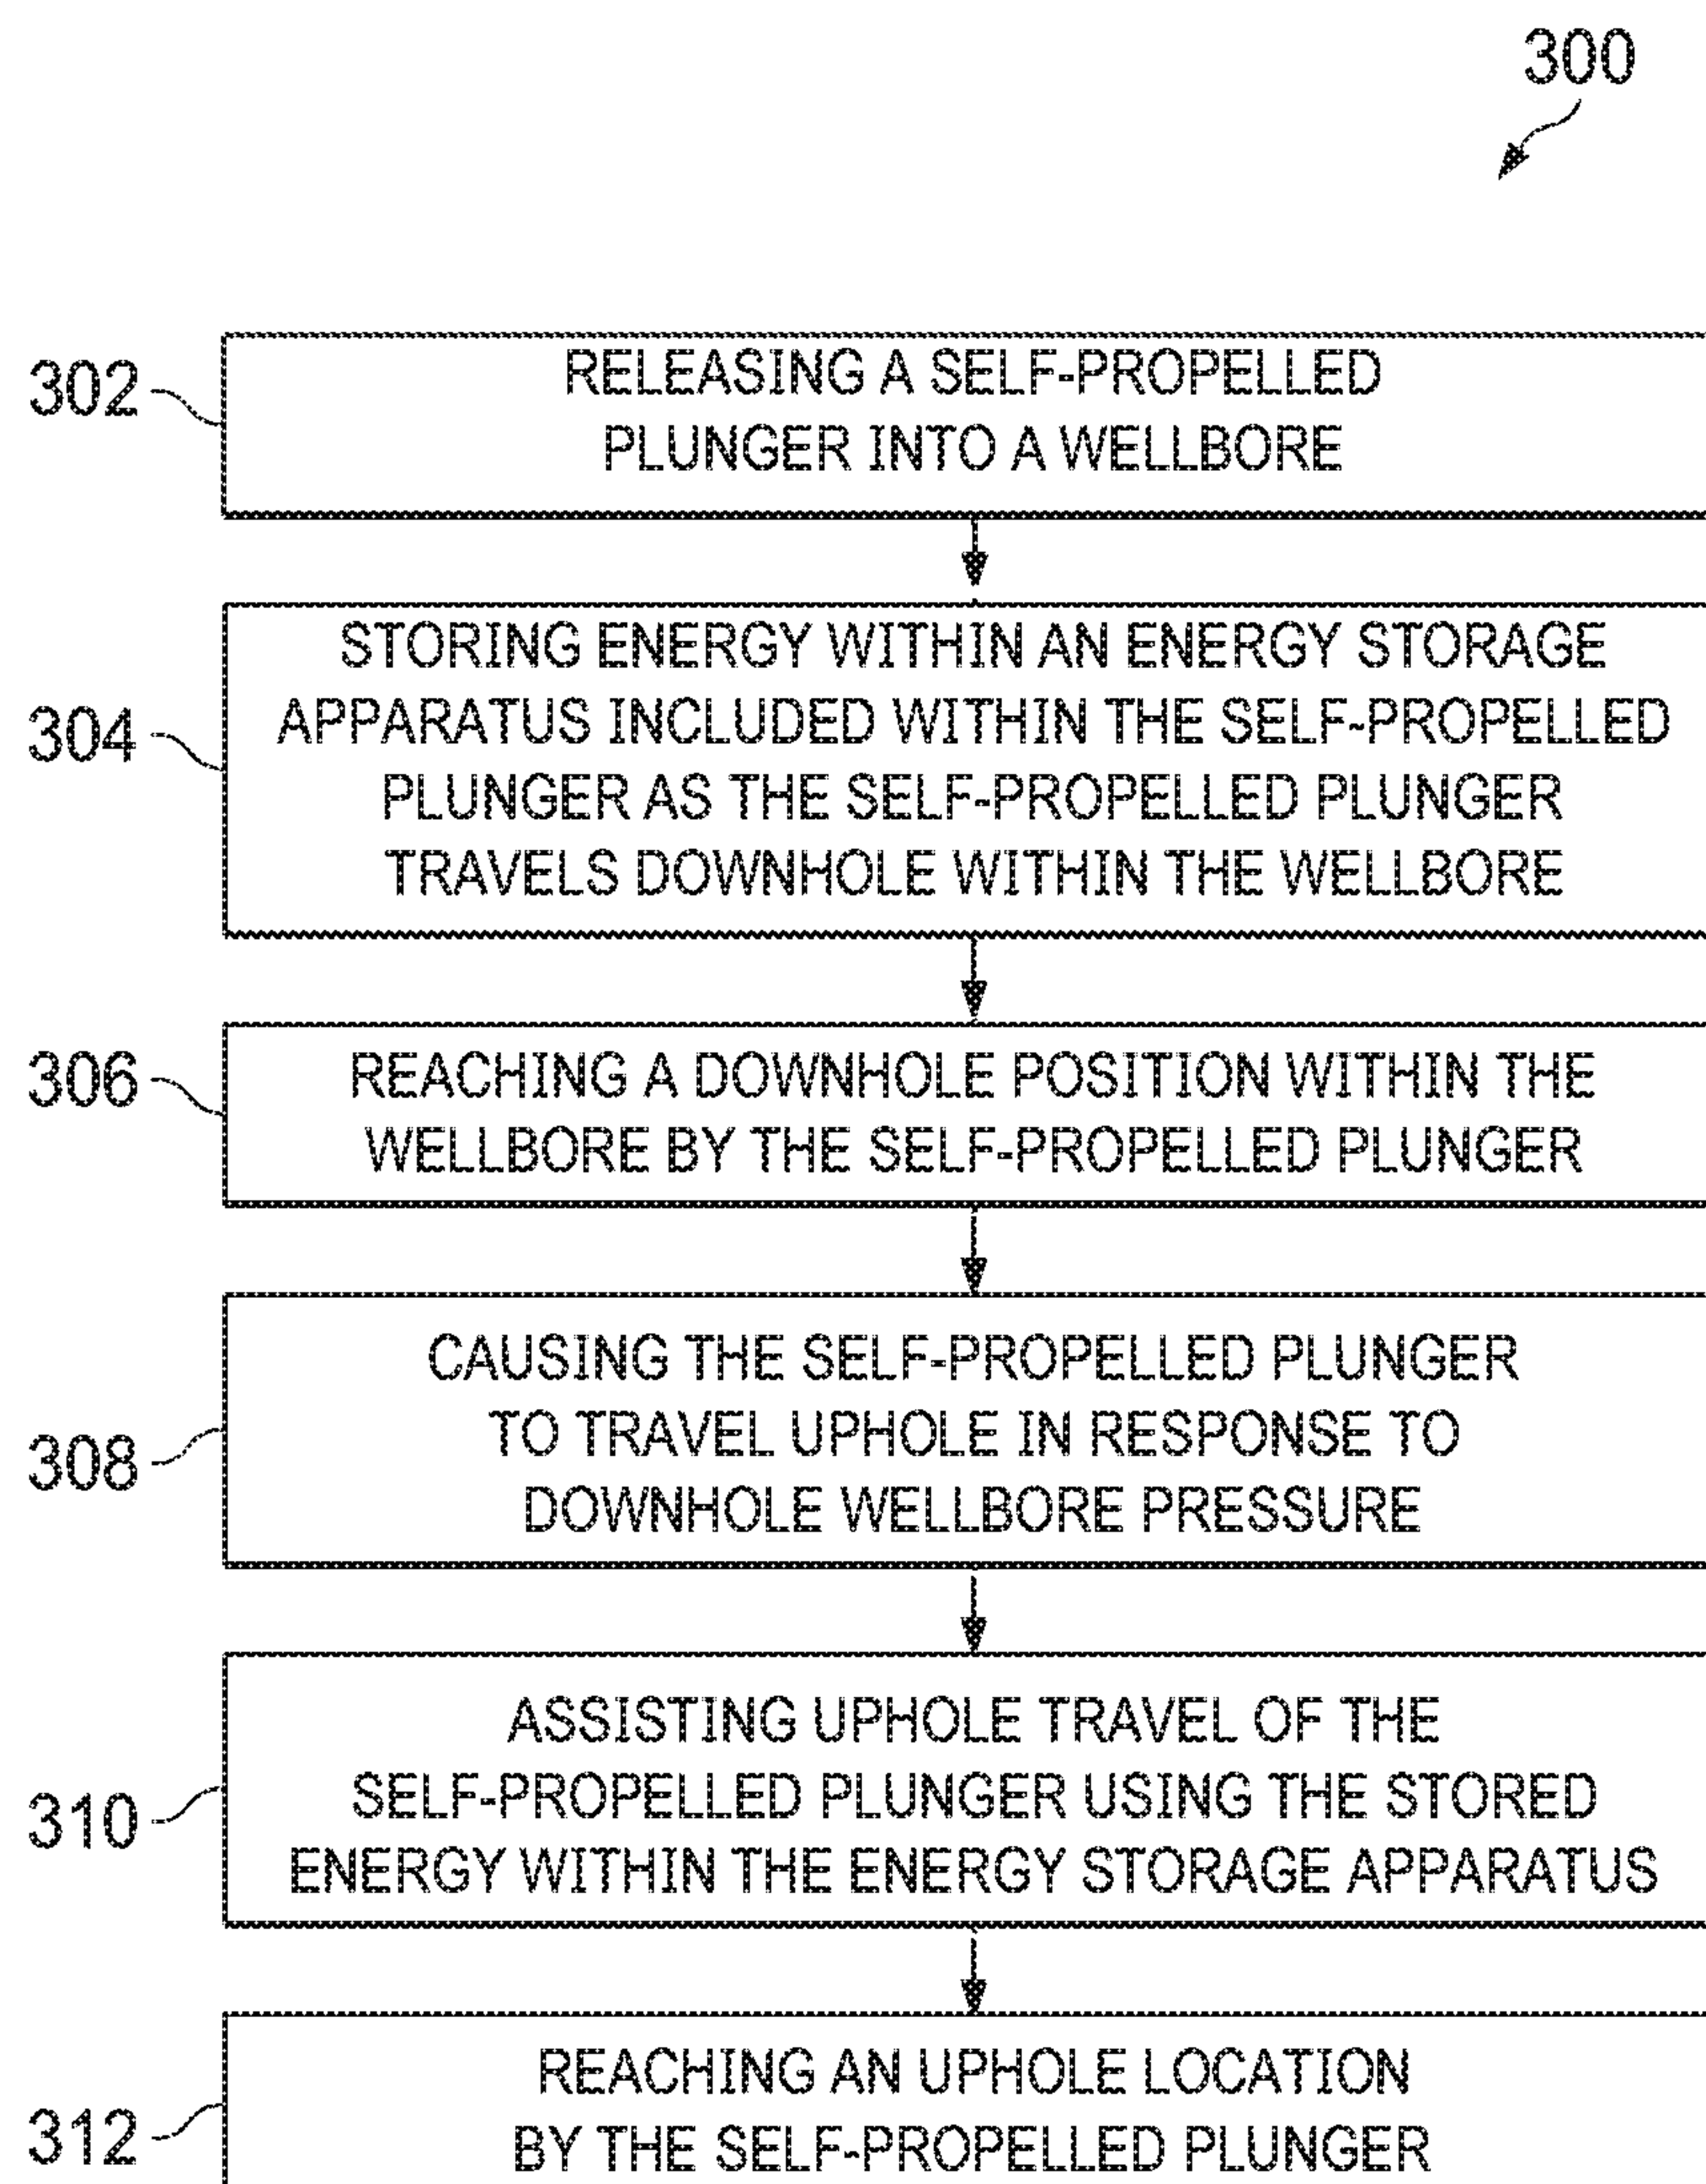 300
302
RELEASING A SELF-PROPELLED
PLUNGER INTO A WELLBORE
304
STORING ENERGY WITHIN AN ENERGY STORAGE
APPARATUS INCLUDED WITHIN THE SELF-PROPELLED
PLUNGER AS THE SELF-PROPELLED PLUNGER
TRAVELS DOWNHOLE WITHIN THE WELLBORE
306
REACHING A DOWNHOLE POSITION WITHIN THE
WELLBORE BY THE SELF-PROPELLED PLUNGER
308
CAUSING THE SELF-PROPELLED PLUNGER
TO TRAVEL UPHOLE IN RESPONSE TO
DOWNHOLE WELLBORE PRESSURE
310
ASSISTING UPHOLE TRAVEL OF THE
SELF-PROPELLED PLUNGER USING THE STORED
ENERGY WITHIN THE ENERGY STORAGE APPARATUS
312
REACHING AN UPHOLE LOCATION
BY THE SELF-PROPELLED PLUNGER